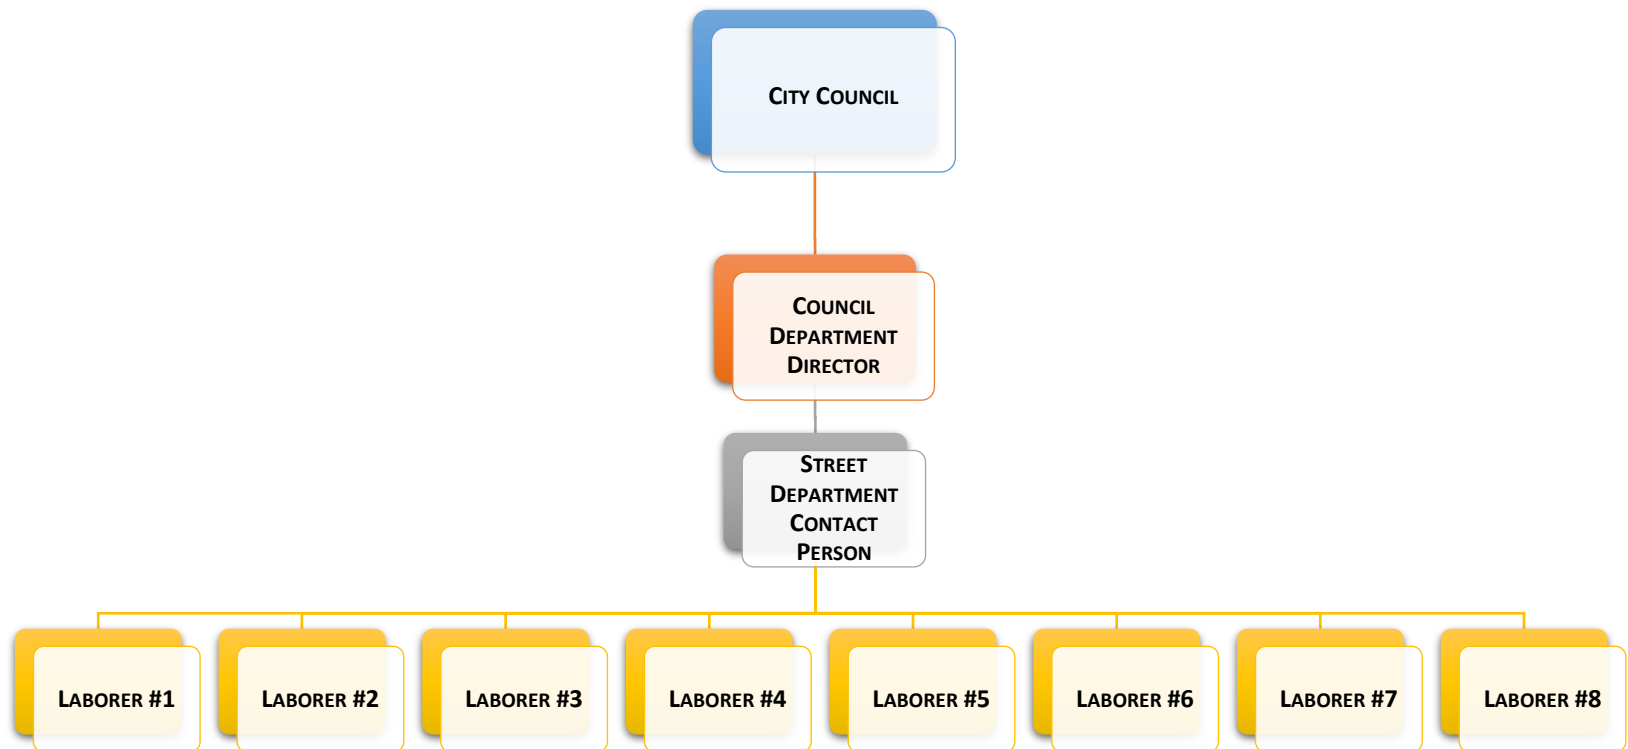 CITY COUNCIL
COUNCIL
DEPARTMENT
DIRECTOR
STREET
DEPARTMENT
CONTACT
PERSON
LABORER #1
LABORER #2
LABORER #3
LABORER #4
LABORER #5
LABORER #6
LABORER #7
LABORER #8